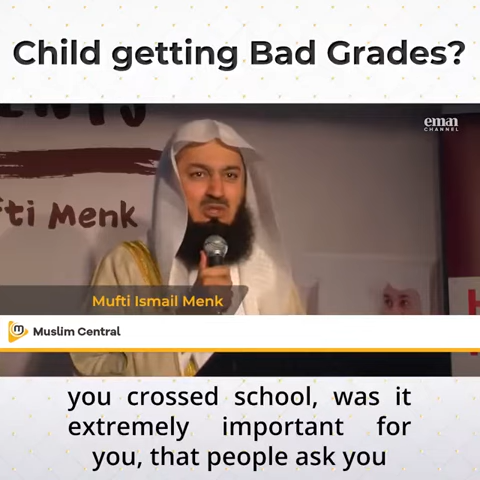 Child getting Bad Grades?
eman
CHANNEL
fti Menk
Mufti Ismail Menk
Muslim Central
you crossed school, was it
extremely important for
you, that people ask you